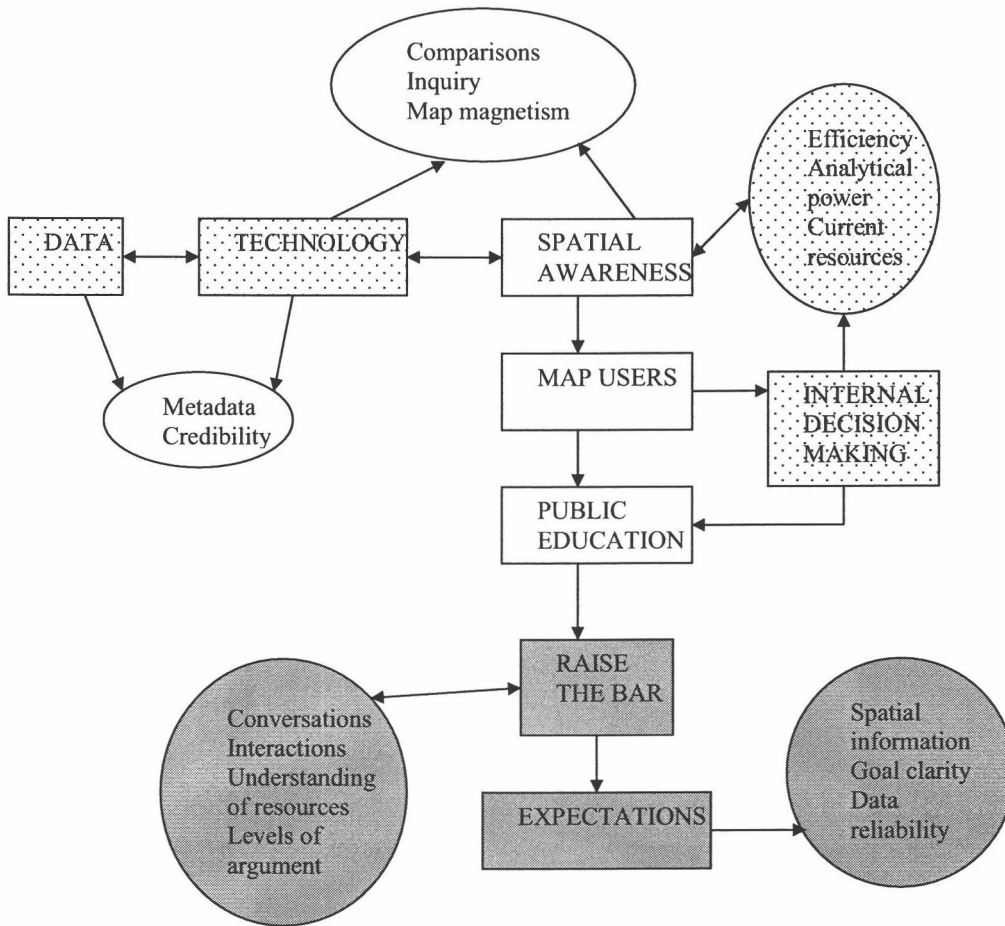 Comparisons
Inquiry
Map magnetism
Efficiency
Analytical
power
Current
resources
DATA
TECHNOLOGY
SPATIAL
AWARENESS
MAP USERS
INTERNAL
DECISION
MAKING
Metadata
Credibility
PUBLIC
EDUCATION
RAISE
THE BAR
Conversations
Interactions
Understanding
of resources
Levels of
argument
Spatial
information
Goal clarity
Data
reliability
EXPECTATIONS